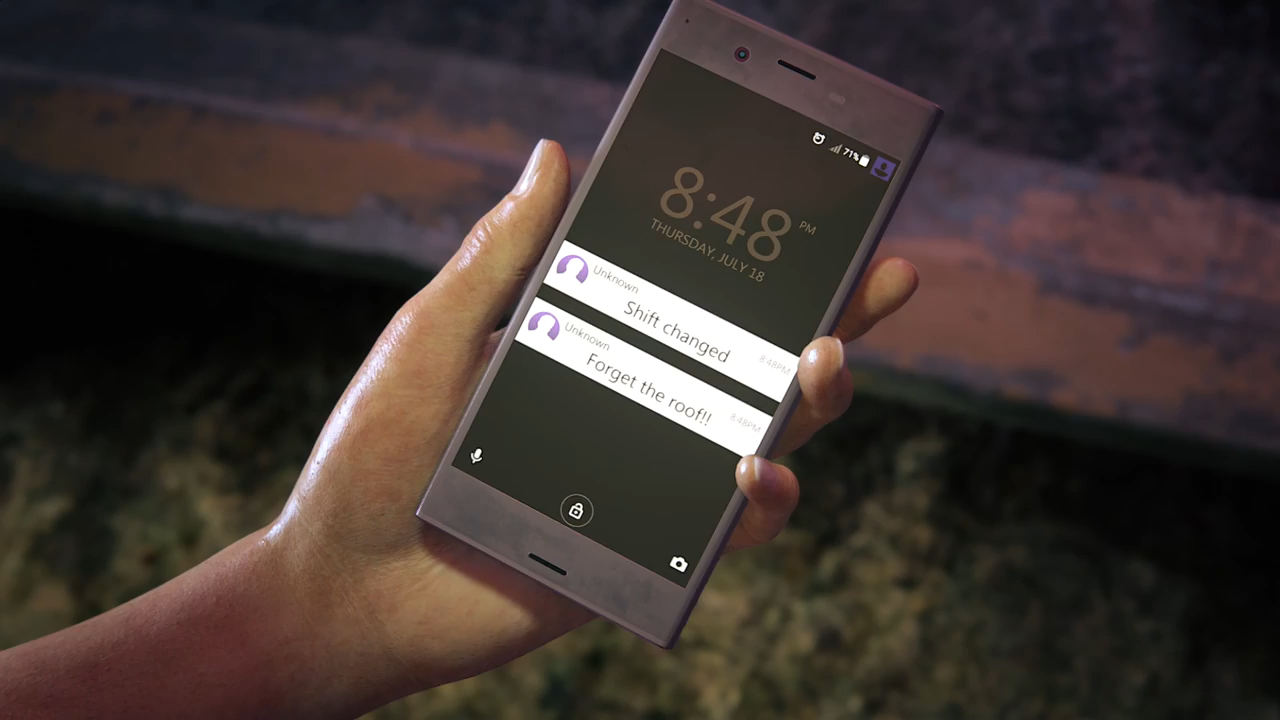 71%
8:48 PM
THURSDAY, JULY 18
Unknown
Shift changed
8:48PM
Unknown
Forget the roof!!
8:48PM